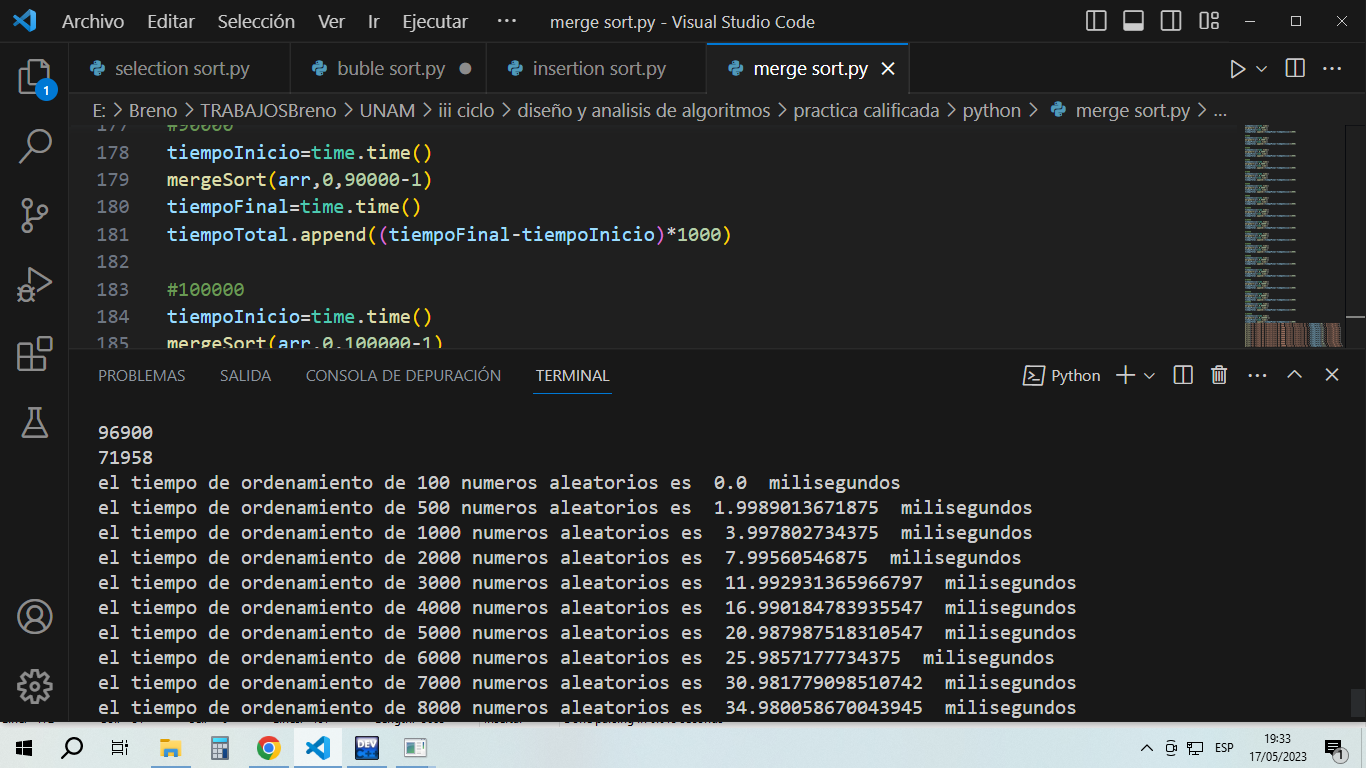 Archivo Editar Selección Ver Ir Ejecutar ··· merge sort.py - Visual Studio Code
selection sort.py buble sort.py insertion sort.py merge sort.py
1
E: > Breno > TRABAJOSBreno > UNAM > iii ciclo > diseño y analisis de algoritmos > practica calificada > python > merge sort.py > ...
177 #90000
178 tiempoInicio=time.time()
179 mergeSort(arr,0,90000-1)
180 tiempoFinal=time.time()
181 tiempoTotal.append((tiempoFinal-tiempoInicio)*1000)
182
183 #100000
184 tiempoInicio=time.time()
185 mergeSort(arr,0,100000-1)
PROBLEMAS SALIDA CONSOLA DE DEPURACIÓN TERMINAL Python
96900
71958
el tiempo de ordenamiento de 100 numeros aleatorios es  0.0  milisegundos
el tiempo de ordenamiento de 500 numeros aleatorios es  1.9989013671875  milisegundos
el tiempo de ordenamiento de 1000 numeros aleatorios es  3.997802734375  milisegundos
el tiempo de ordenamiento de 2000 numeros aleatorios es  7.99560546875  milisegundos
el tiempo de ordenamiento de 3000 numeros aleatorios es  11.992931365966797  milisegundos
el tiempo de ordenamiento de 4000 numeros aleatorios es  16.990184783935547  milisegundos
el tiempo de ordenamiento de 5000 numeros aleatorios es  20.987987518310547  milisegundos
el tiempo de ordenamiento de 6000 numeros aleatorios es  25.9857177734375  milisegundos
el tiempo de ordenamiento de 7000 numeros aleatorios es  30.981779098510742  milisegundos
el tiempo de ordenamiento de 8000 numeros aleatorios es  34.980058670043945  milisegundos
DEV
ESP
19:33
17/05/2023
1